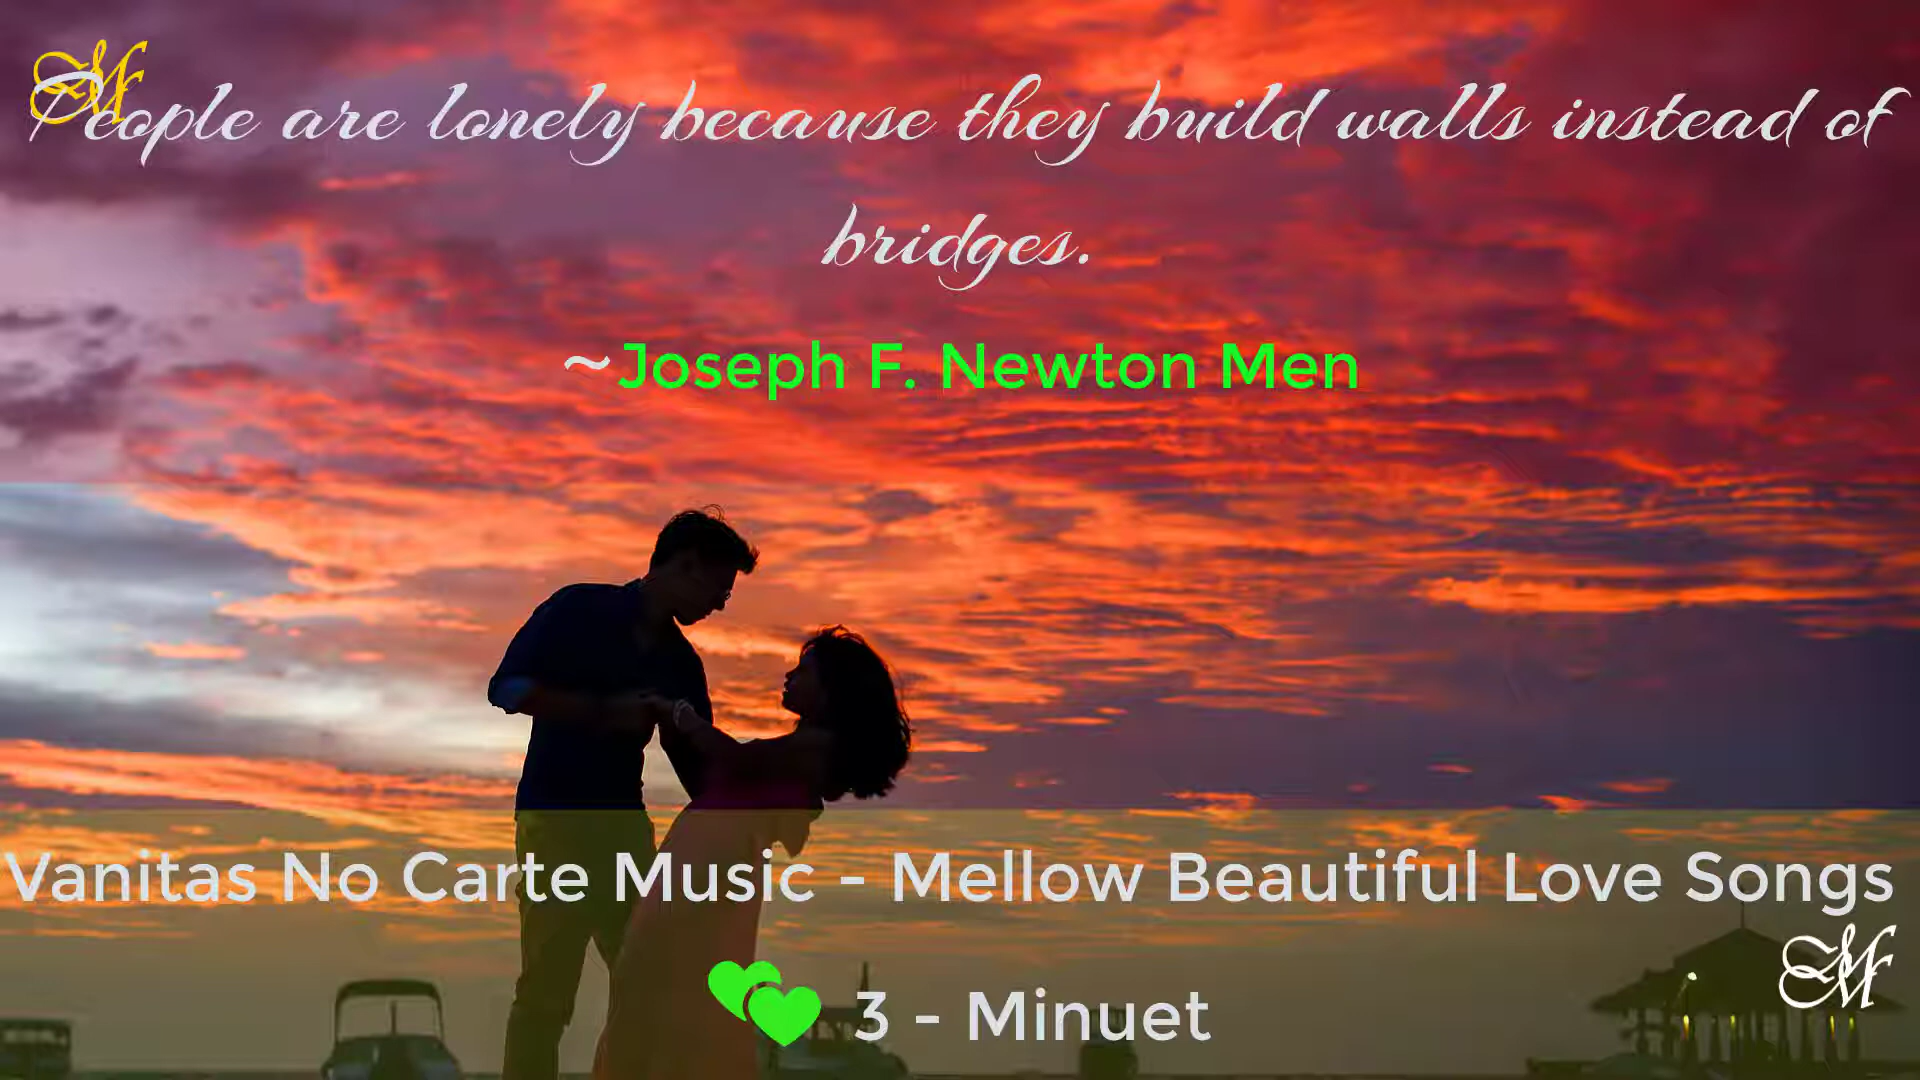 People are lonely because they build walls instead of
bridges.
~Joseph F. Newton Men
Vanitas No Carte Music - Mellow Beautiful Love Songs
3 - Minuet